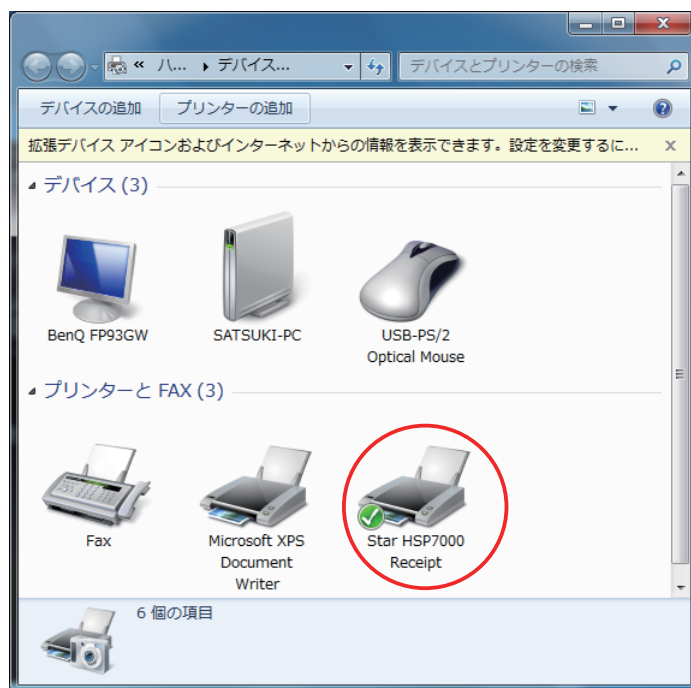 « ハ... ▸ デバイス... デバイスとプリンターの検索
デバイスの追加 プリンターの追加
拡張デバイス アイコンおよびインターネットからの情報を表示できます。設定を変更するに... x
デバイス (3)
BenQ FP93GW SATSUKI-PC USB-PS/2
Optical Mouse
プリンターと FAX (3)
Fax Microsoft XPS Star HSP7000
Document Receipt
Writer
6 個の項目